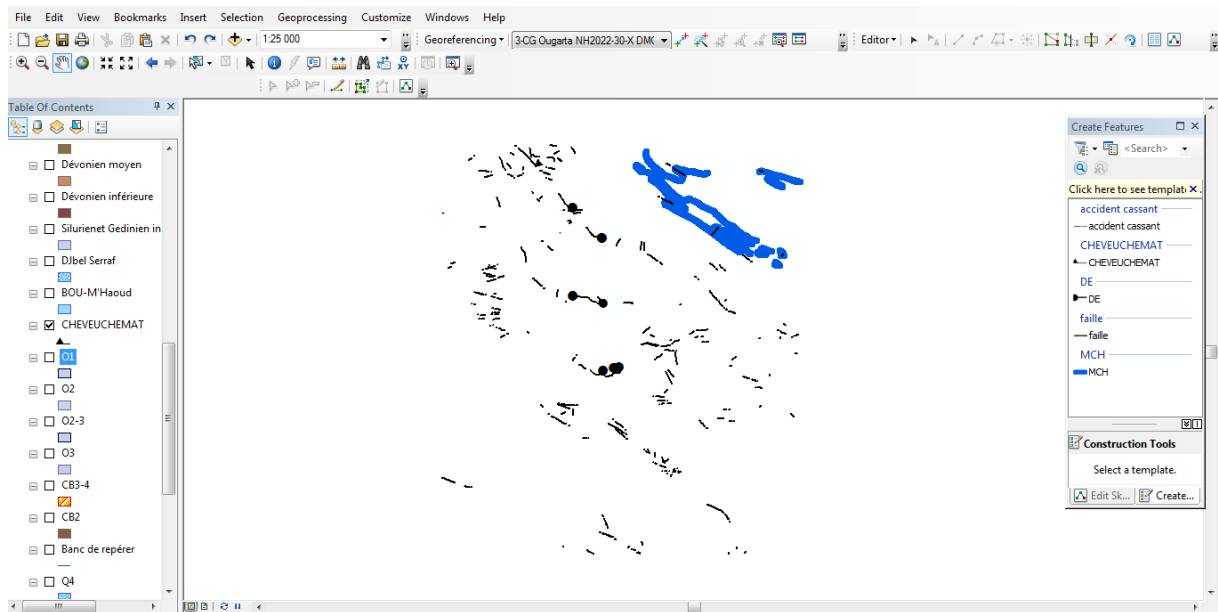 File Edit View Bookmarks Insert Selection Geoprocessing Customize Windows Help
1:25 000
Georeferencing
3-CG Ougarta NH2022-30-X DM(
Editor
Table Of Contents
Create Features
<Search>
Click here to see templat
accident cassant
accident cassant
CHEVEUCHEMAT
CHEVEUCHEMAT
DE
DE
faille
faille
MCH
MCH
Construction Tools
Select a template.
Edit Sk... Create...
Dévonien moyen
Dévonien inférieure
Silurienet Gedinien in
DJbel Serraf
BOU-M'Haoud
CHEVEUCHEMAT
O1
O2
O2-3
O3
CB3-4
CB2
Banc de repérer
Q4